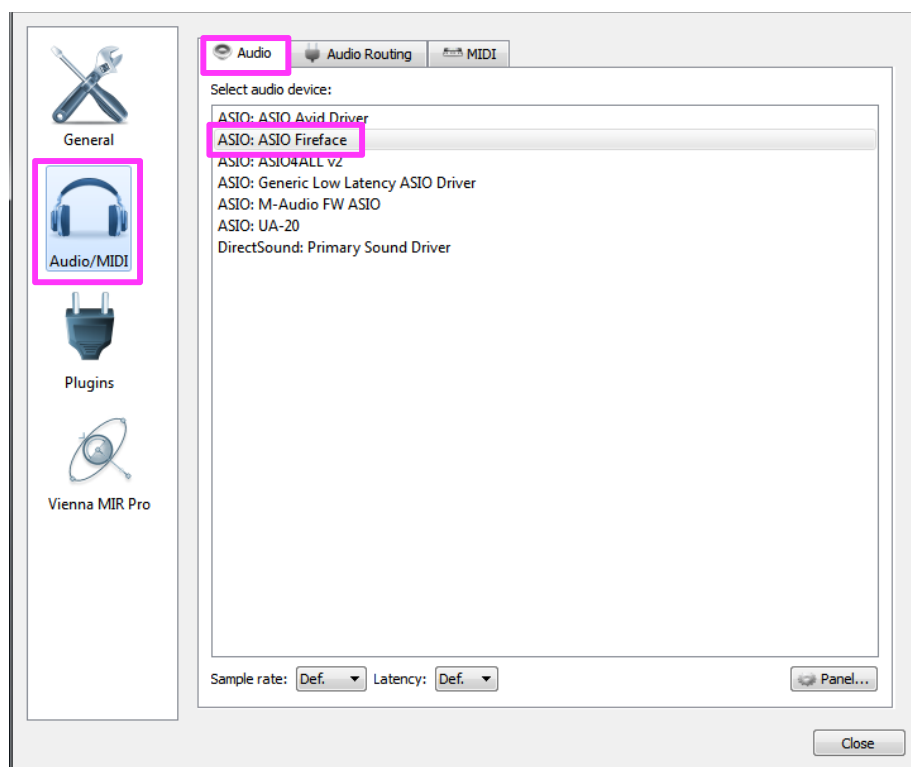 General
Audio/MIDI
Plugins
Vienna MIR Pro
Audio Audio Routing MIDI
Select audio device:
ASIO: ASIO Avid Driver
ASIO: ASIO Fireface
ASIO: ASIO4ALL v2
ASIO: Generic Low Latency ASIO Driver
ASIO: M-Audio FW ASIO
ASIO: UA-20
DirectSound: Primary Sound Driver
Sample rate: Def. Latency: Def. Panel...
Close